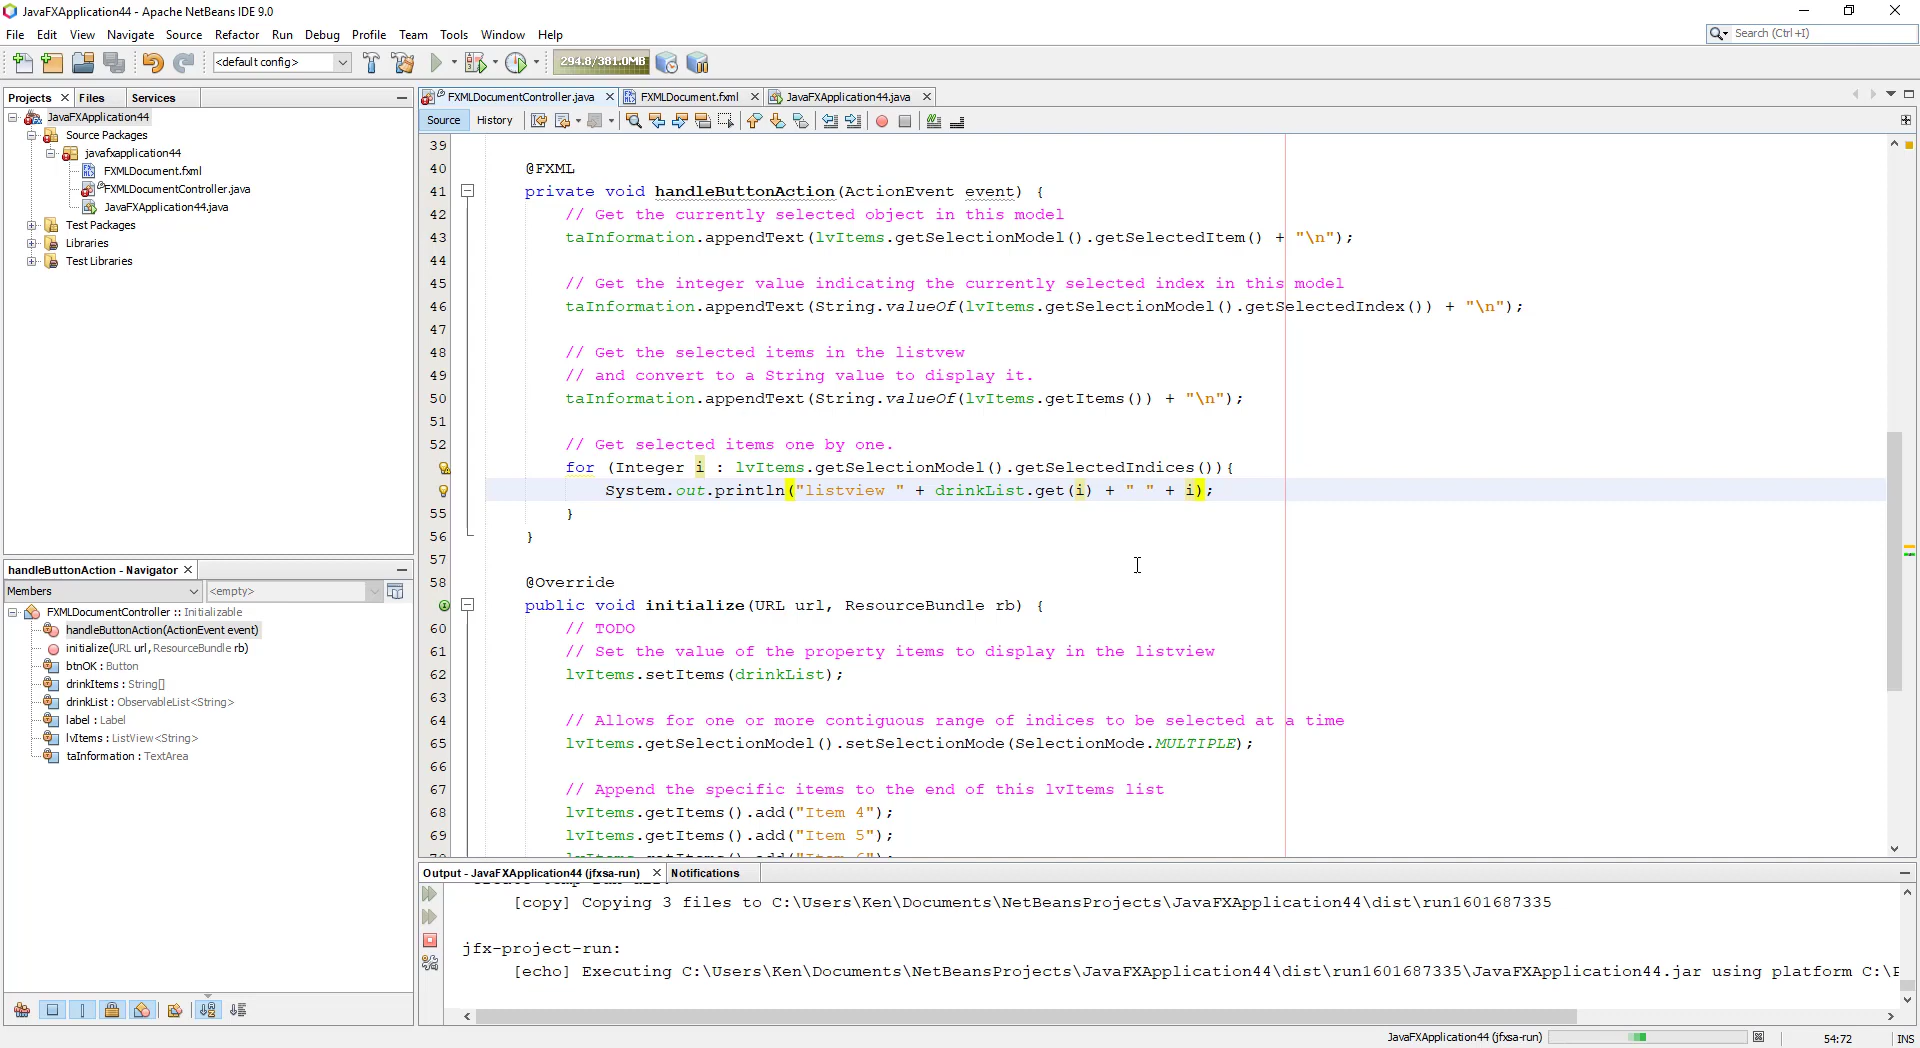 JavaFXApplication44 - Apache NetBeans IDE 9.0
File Edit View Navigate Source Refactor Run Debug Profile Team Tools Window Help
Search (Ctrl+I)
<default config>
294.8/381.0MB
Projects Files Services
JavaFXApplication44
Source Packages
javafxapplication44
FXMLDocument.fxml
FXMLDocumentController.java
JavaFXApplication44.java
Test Packages
Libraries
Test Libraries
handleButtonAction - Navigator
Members <empty>
FXMLDocumentController :: Initializable
handleButtonAction(ActionEvent event)
initialize(URL url, ResourceBundle rb)
btnOK : Button
drinkItems : String[]
drinkList : ObservableList<String>
label : Label
lvItems : ListView<String>
taInformation : TextArea
FXMLDocumentController.java FXMLDocument.fxml JavaFXApplication44.java
Source History
39
40 @FXML
41 private void handleButtonAction(ActionEvent event) {
42 // Get the currently selected object in this model
43 taInformation.appendText(lvItems.getSelectionModel().getSelectedItem() + "\n");
44
45 // Get the integer value indicating the currently selected index in this model
46 taInformation.appendText(String.valueOf(lvItems.getSelectionModel().getSelectedIndex()) + "\n");
47
48 // Get the selected items in the listvew
49 // and convert to a String value to display it.
50 taInformation.appendText(String.valueOf(lvItems.getItems()) + "\n");
51
52 // Get selected items one by one.
for (Integer i : lvItems.getSelectionModel().getSelectedIndices()){
System.out.println("listview " + drinkList.get(i) + " " + i);
55 }
56 }
57
58 @Override
public void initialize(URL url, ResourceBundle rb) {
60 // TODO
61 // Set the value of the property items to display in the listview
62 lvItems.setItems(drinkList);
63
64 // Allows for one or more contiguous range of indices to be selected at a time
65 lvItems.getSelectionModel().setSelectionMode(SelectionMode.MULTIPLE);
66
67 // Append the specific items to the end of this lvItems list
68 lvItems.getItems().add("Item 4");
69 lvItems.getItems().add("Item 5");
Output - JavaFXApplication44 (jfxsa-run) Notifications
[copy] Copying 3 files to C:\Users\Ken\Documents\NetBeansProjects\JavaFXApplication44\dist\run1601687335
jfx-project-run:
[echo] Executing C:\Users\Ken\Documents\NetBeansProjects\JavaFXApplication44\dist\run1601687335\JavaFXApplication44.jar using platform C:\
JavaFXApplication44 (jfxsa-run) 54:72 INS